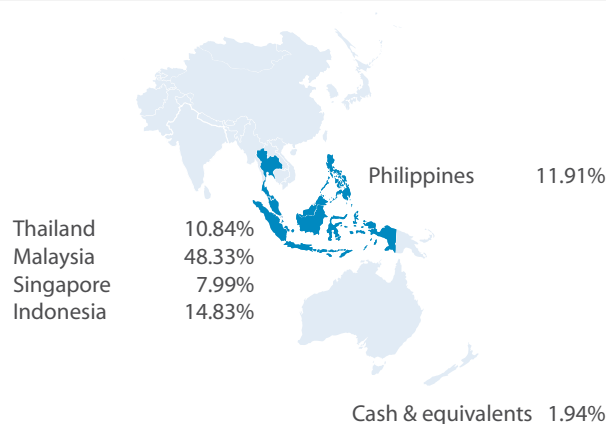 Philippines 11.91%
Thailand 10.84%
Malaysia 48.33%
Singapore 7.99%
Indonesia 14.83%
Cash & equivalents 1.94%